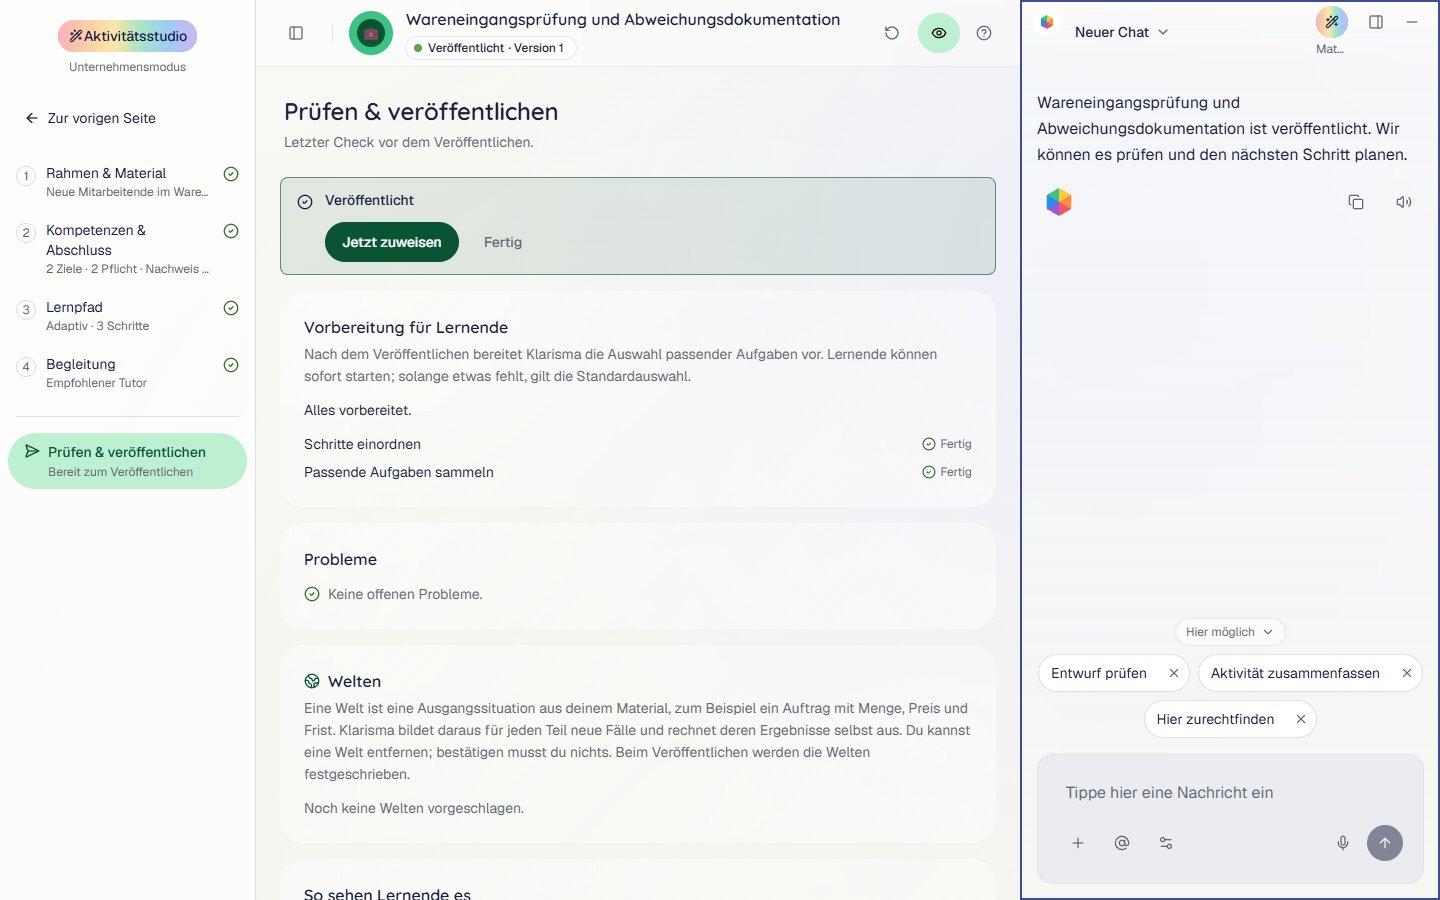 Aktivitätsstudio
Unternehmensmodus
Zur vorigen Seite
1
Rahmen & Material
Neue Mitarbeitende im Ware...
2
Kompetenzen &
Abschluss
2 Ziele · 2 Pflicht · Nachweis ...
3
Lernpfad
Adaptiv · 3 Schritte
4
Begleitung
Empfohlener Tutor
Prüfen & veröffentlichen
Bereit zum Veröffentlichen
Wareneingangsprüfung und Abweichungsdokumentation
Veröffentlicht · Version 1
Prüfen & veröffentlichen
Letzter Check vor dem Veröffentlichen.
Veröffentlicht
Jetzt zuweisen
Fertig
Vorbereitung für Lernende
Nach dem Veröffentlichen bereitet Klarisma die Auswahl passender Aufgaben vor. Lernende können
sofort starten; solange etwas fehlt, gilt die Standardauswahl.
Alles vorbereitet.
Schritte einordnen
Fertig
Passende Aufgaben sammeln
Fertig
Probleme
Keine offenen Probleme.
Welten
Eine Welt ist eine Ausgangssituation aus deinem Material, zum Beispiel ein Auftrag mit Menge, Preis und
Frist. Klarisma bildet daraus für jeden Teil neue Fälle und rechnet deren Ergebnisse selbst aus. Du kannst
eine Welt entfernen; bestätigen musst du nichts. Beim Veröffentlichen werden die Welten
festgeschrieben.
Noch keine Welten vorgeschlagen.
So sehen Lernende es
Neuer Chat
Mat...
Wareneingangsprüfung und
Abweichungsdokumentation ist veröffentlicht. Wir
können es prüfen und den nächsten Schritt planen.
Hier möglich
Entwurf prüfen
Aktivität zusammenfassen
Hier zurechtfinden
Tippe hier eine Nachricht ein